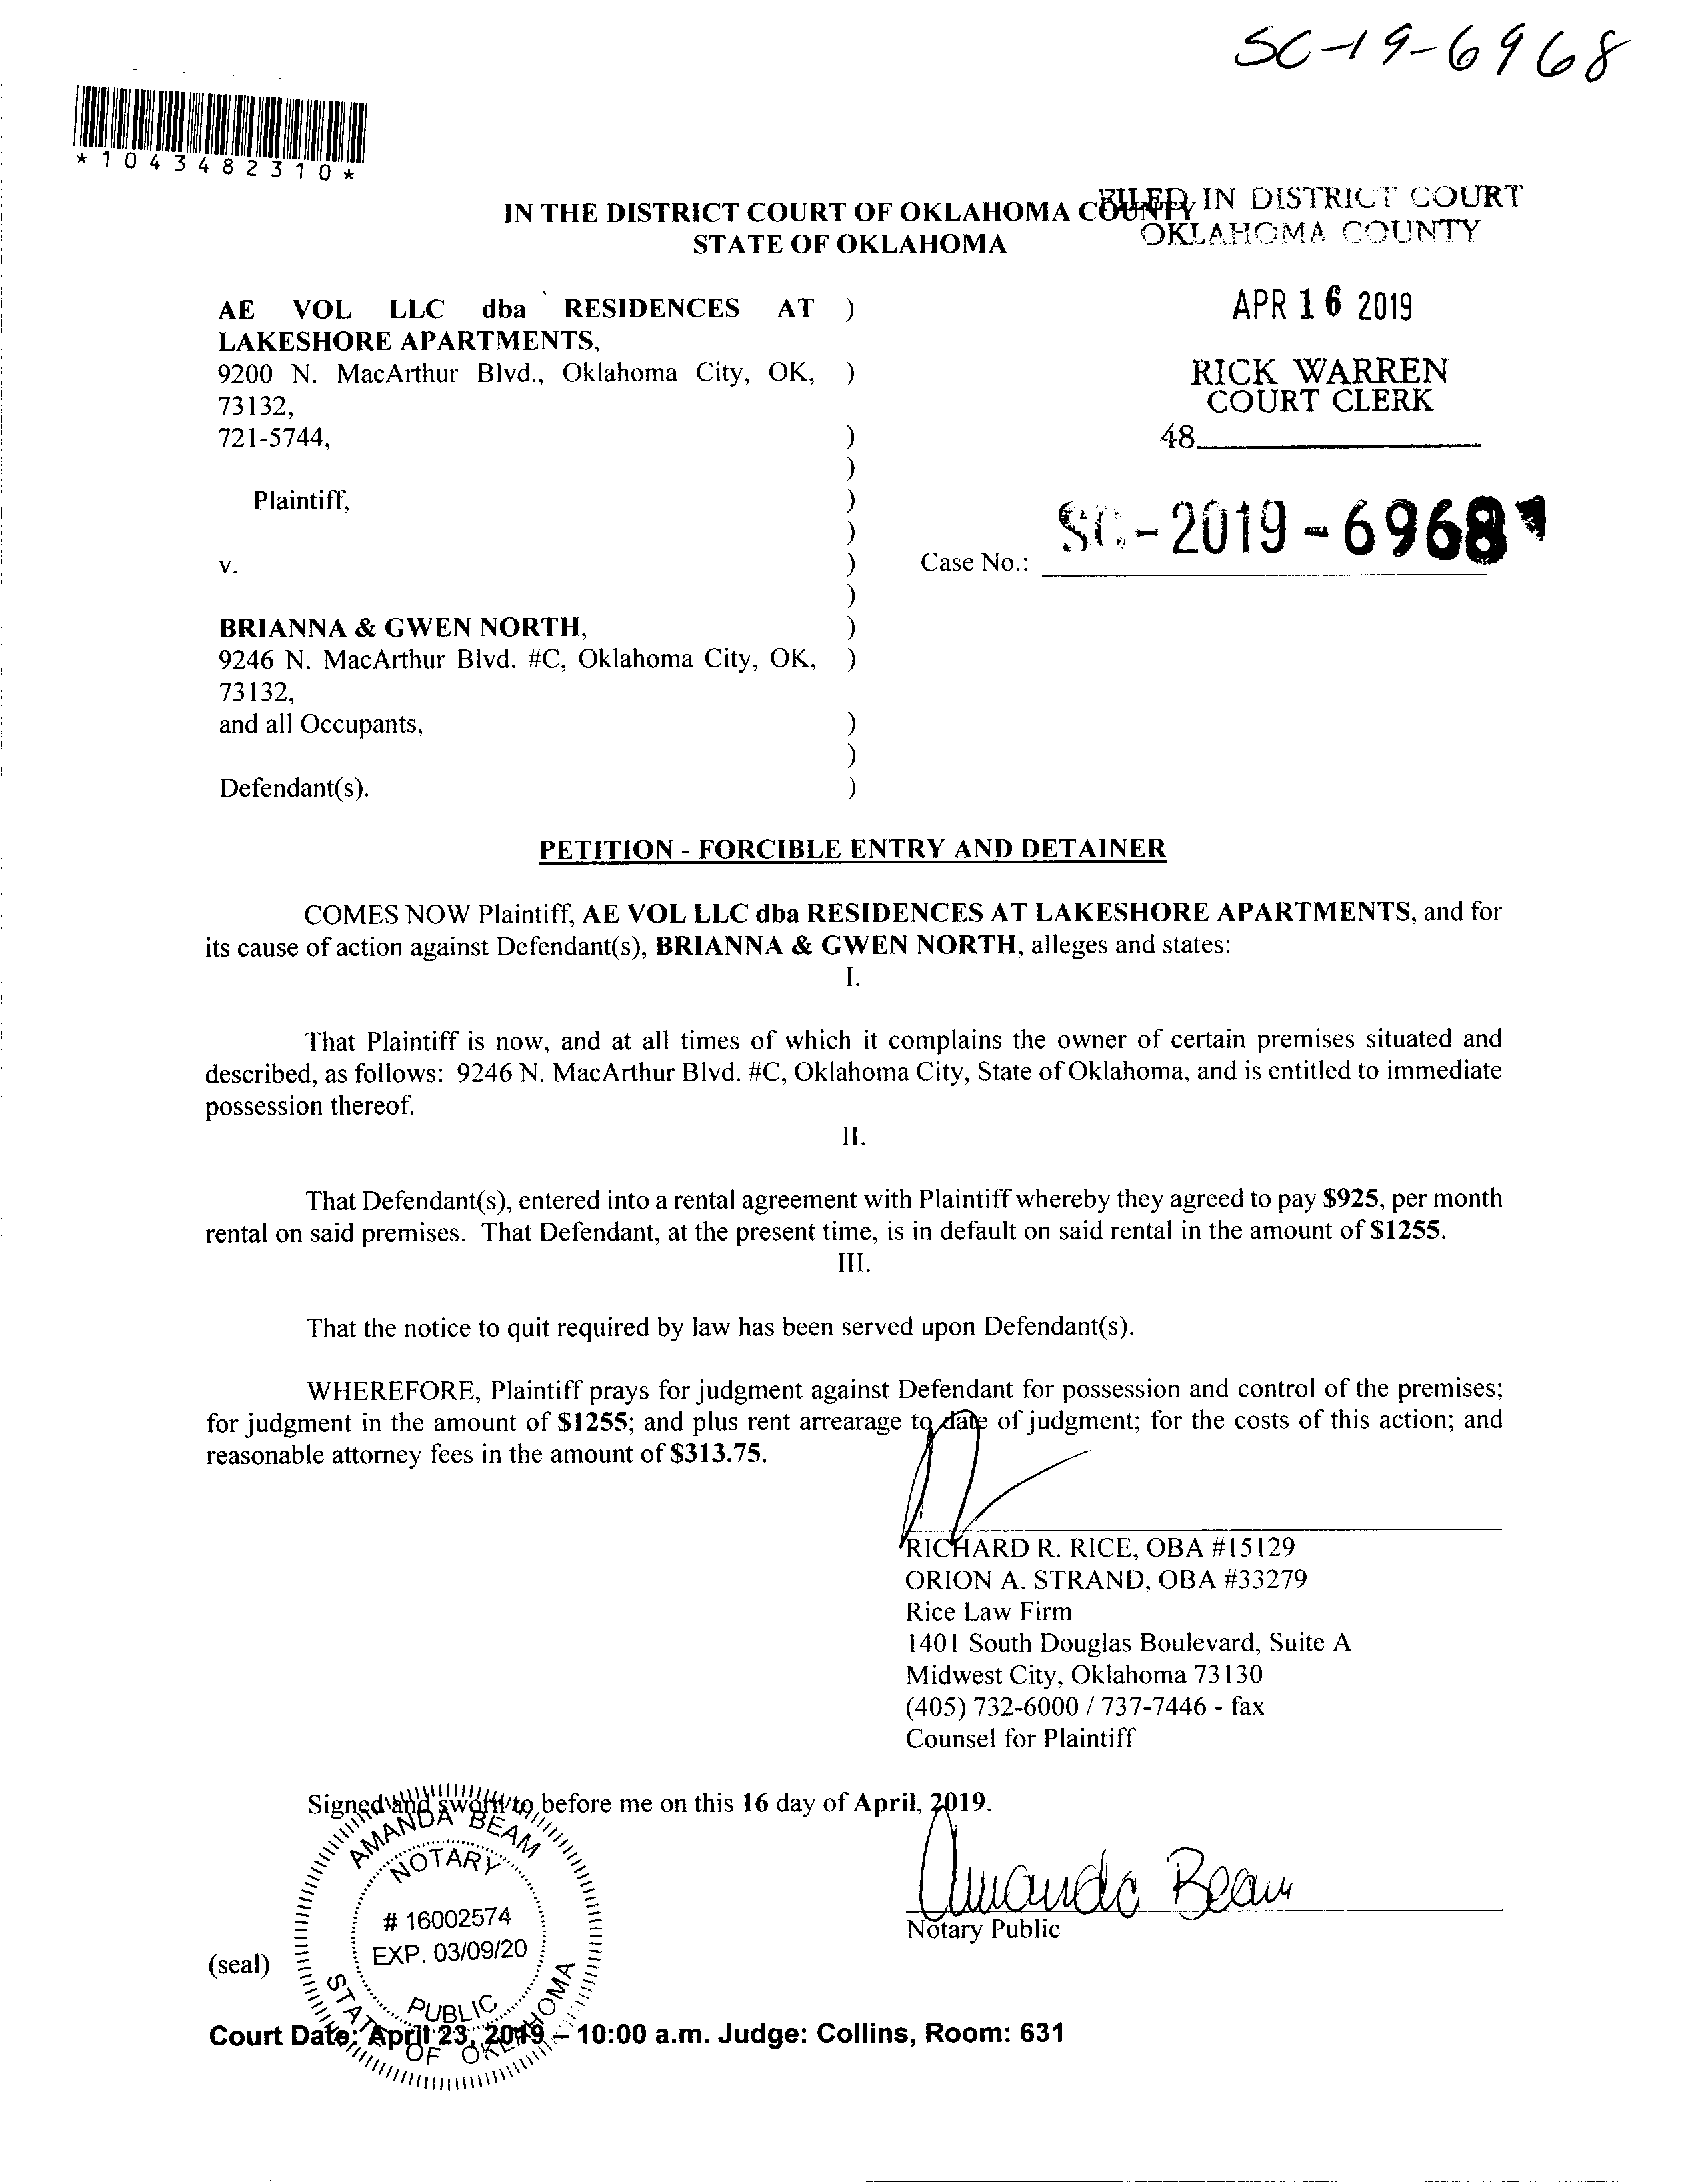 SC-19-6968
*1043482310*
IN THE DISTRICT COURT OF OKLAHOMA COUNTY
STATE OF OKLAHOMA
FILED IN DISTRICT COURT
OKLAHOMA COUNTY
APR 16 2019
RICK WARREN
COURT CLERK
48
AE VOL LLC dba RESIDENCES AT )
LAKESHORE APARTMENTS,
9200 N. MacArthur Blvd., Oklahoma City, OK, )
73132,
721-5744, )
)
Plaintiff, )
)
v. )
)
SC-2019-6968
Case No.:
BRIANNA & GWEN NORTH, )
9246 N. MacArthur Blvd. #C, Oklahoma City, OK, )
73132,
and all Occupants, )
)
Defendant(s). )
PETITION - FORCIBLE ENTRY AND DETAINER
COMES NOW Plaintiff, AE VOL LLC dba RESIDENCES AT LAKESHORE APARTMENTS, and for
its cause of action against Defendant(s), BRIANNA & GWEN NORTH, alleges and states:
I.
That Plaintiff is now, and at all times of which it complains the owner of certain premises situated and
described, as follows: 9246 N. MacArthur Blvd. #C, Oklahoma City, State of Oklahoma, and is entitled to immediate
possession thereof.
II.
That Defendant(s), entered into a rental agreement with Plaintiff whereby they agreed to pay $925, per month
rental on said premises. That Defendant, at the present time, is in default on said rental in the amount of $1255.
III.
That the notice to quit required by law has been served upon Defendant(s).
WHEREFORE, Plaintiff prays for judgment against Defendant for possession and control of the premises;
for judgment in the amount of $1255; and plus rent arrearage to date of judgment; for the costs of this action; and
reasonable attorney fees in the amount of $313.75.
RICHARD R. RICE, OBA #15129
ORION A. STRAND, OBA #33279
Rice Law Firm
1401 South Douglas Boulevard, Suite A
Midwest City, Oklahoma 73130
(405) 732-6000 / 737-7446 - fax
Counsel for Plaintiff
Signed and sworn to before me on this 16 day of April, 2019.
Amanda Beam
Notary Public
AMANDA BEAM
NOTARY
# 16002574
EXP. 03/09/20
PUBLIC
STATE OF OKLAHOMA
(seal)
Court Date: April 23, 2019 – 10:00 a.m. Judge: Collins, Room: 631